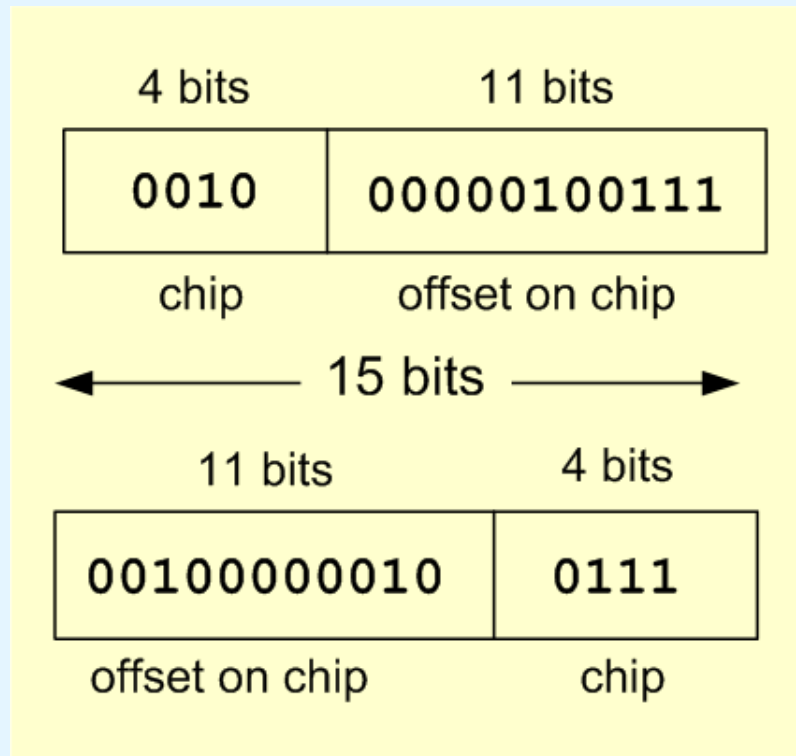 4 bits 11 bits
0010 00000100111
chip offset on chip
15 bits
11 bits 4 bits
00100000010 0111
offset on chip chip